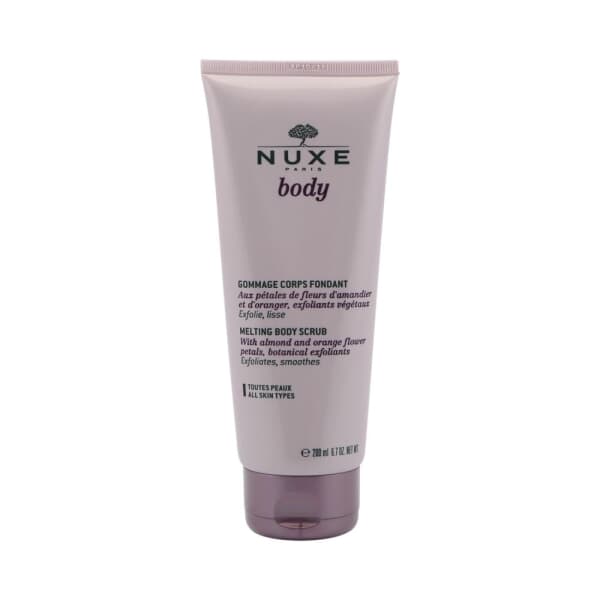 NUXE
PARIS
body
GOMMAGE CORPS FONDANT
Aux pétales de fleurs d'amandier
et d'oranger, exfoliants végétaux
Exfolie, lisse
MELTING BODY SCRUB
With almond and orange flower
petals, botanical exfoliants
Exfoliates, smoothes
TOUTES PEAUX
ALL SKIN TYPES
e 200 ml 6.7 OZ. NET WT